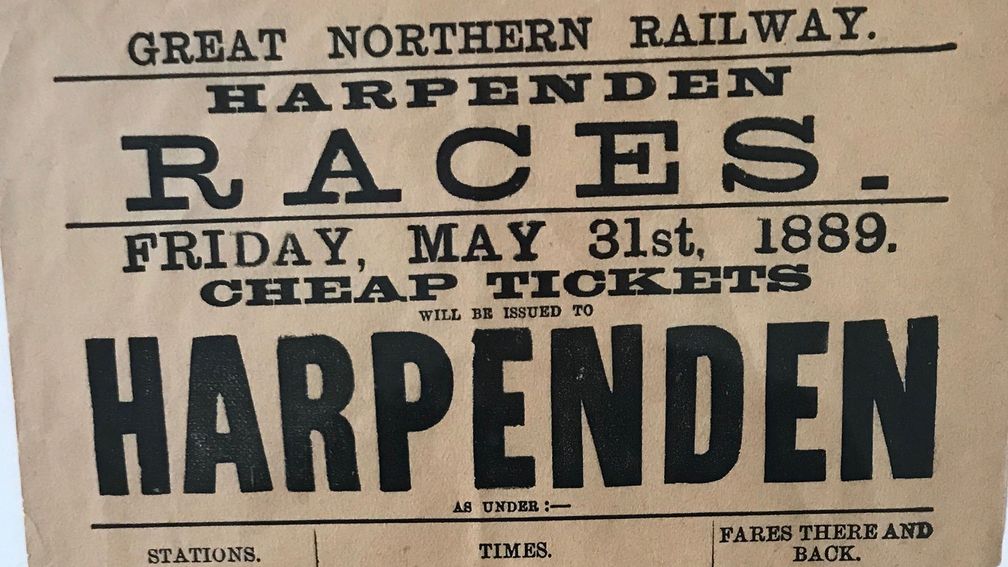 GREAT NORTHERN RAILWAY.
HARPENDEN
RACES.
FRIDAY, MAY 31st, 1889.
CHEAP TICKETS
WILL BE ISSUED TO
HARPENDEN
AS UNDER:—
STATIONS.
TIMES.
FARES THERE AND
BACK.